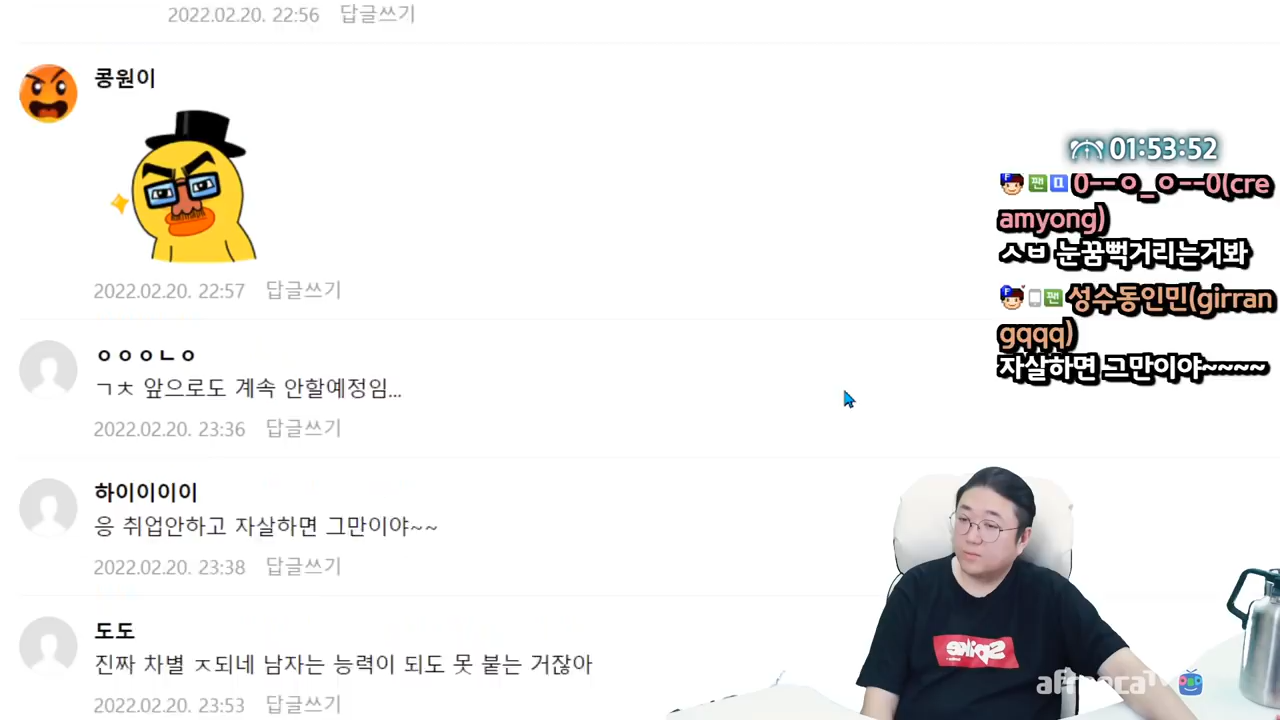 2022.02.20. 22:56 답글쓰기
콩원이
2022.02.20. 22:57 답글쓰기
ㅇㅇㅇㄴㅇ
ㄱㅊ 앞으로도 계속 안할예정임...
2022.02.20. 23:36 답글쓰기
하이이이이
응 취업안하고 자살하면 그만이야~~
2022.02.20. 23:38 답글쓰기
도도
진짜 차별 ㅈ되네 남자는 능력이 되도 못 붙는 거잖아
2022.02.20. 23:53 답글쓰기
01:53:52
F 짼 0--ㅇ_ㅇ--0(cre
amyong)
ㅅㅂ 눈꿈뻑거리는거봐
F 짼 성수동인민(girran
gqqq)
자살하면 그만이야~~~~
afreecaTV